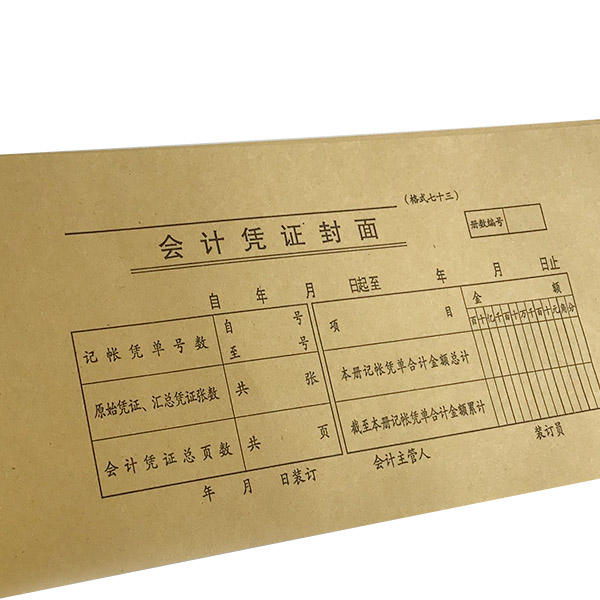 （格式七十三）
会计凭证封面
册数编号
自 年 月 日起至 年 月 日止
记帐凭单号数 自 号
至 号
原始凭证、汇总凭证张数 共 张
会计凭证总页数 共 页
项 目 金 额
百十亿千百十万千百十元角分
本册记帐凭单合计金额总计
截至本册记帐凭单合计金额累计
年 月 日装订 会计主管人 装订员